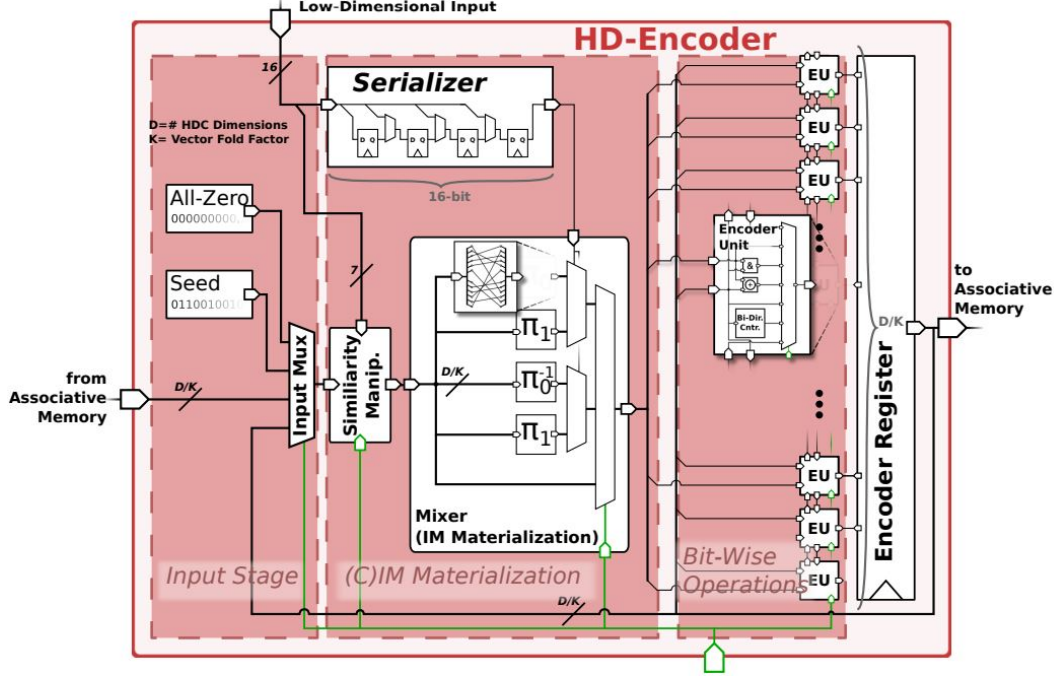 Low-Dimensional Input
HD-Encoder
16
Serializer
D Q
D Q
D Q
D Q
D=# HDC Dimensions
K= Vector Fold Factor
16-bit
All-Zero
000000000
Seed
011001001
7
Input Mux
Similiarity
Manip.
D/K
π1
π0-1
π1
Mixer
(IM Materialization)
from
Associative
Memory
D/K
EU
EU
EU
Encoder
Unit
&
+
Bi-Dir.
Cntr.
EU
EU
EU
D/K
Encoder Register
to
Associative
Memory
Input Stage
(C)IM Materialization
Bit-Wise
Operations
D/K